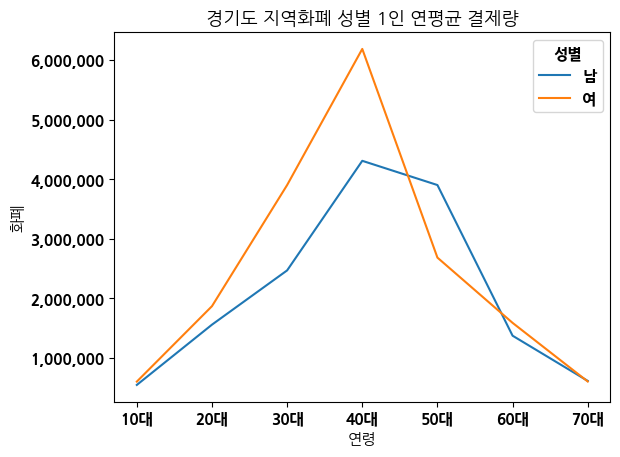 경기도 지역화폐 성별 1인 연평균 결제량
성별
남
여
화폐
6,000,000
5,000,000
4,000,000
3,000,000
2,000,000
1,000,000
10대 20대 30대 40대 50대 60대 70대
연령